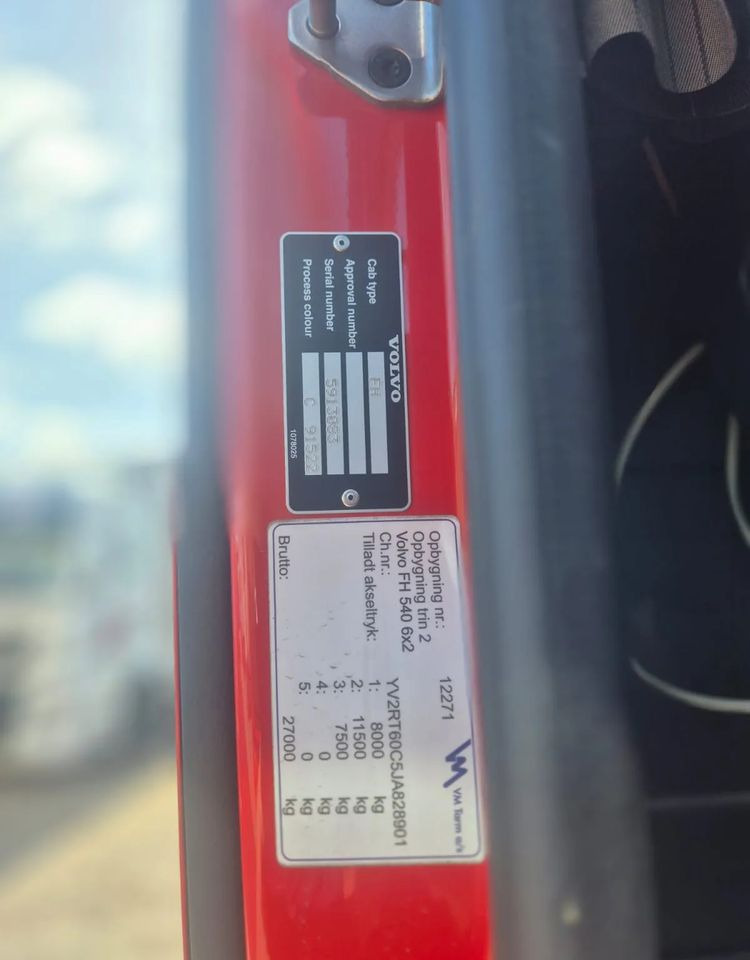 VOLVO
Cab type FH
Approval number
Serial number 5913863
Process colour C 91522
1078025
VM Tarm a/s
Opbygning nr.: 12271
Opbygning trin 2
Volvo FH 540 6x2
Ch.nr.: YV2RT60C5JA828901
Tilladt akseltryk: 1: 8000 kg
2: 11500 kg
3: 7500 kg
4: 0 kg
5: 0 kg
Brutto: 27000 kg